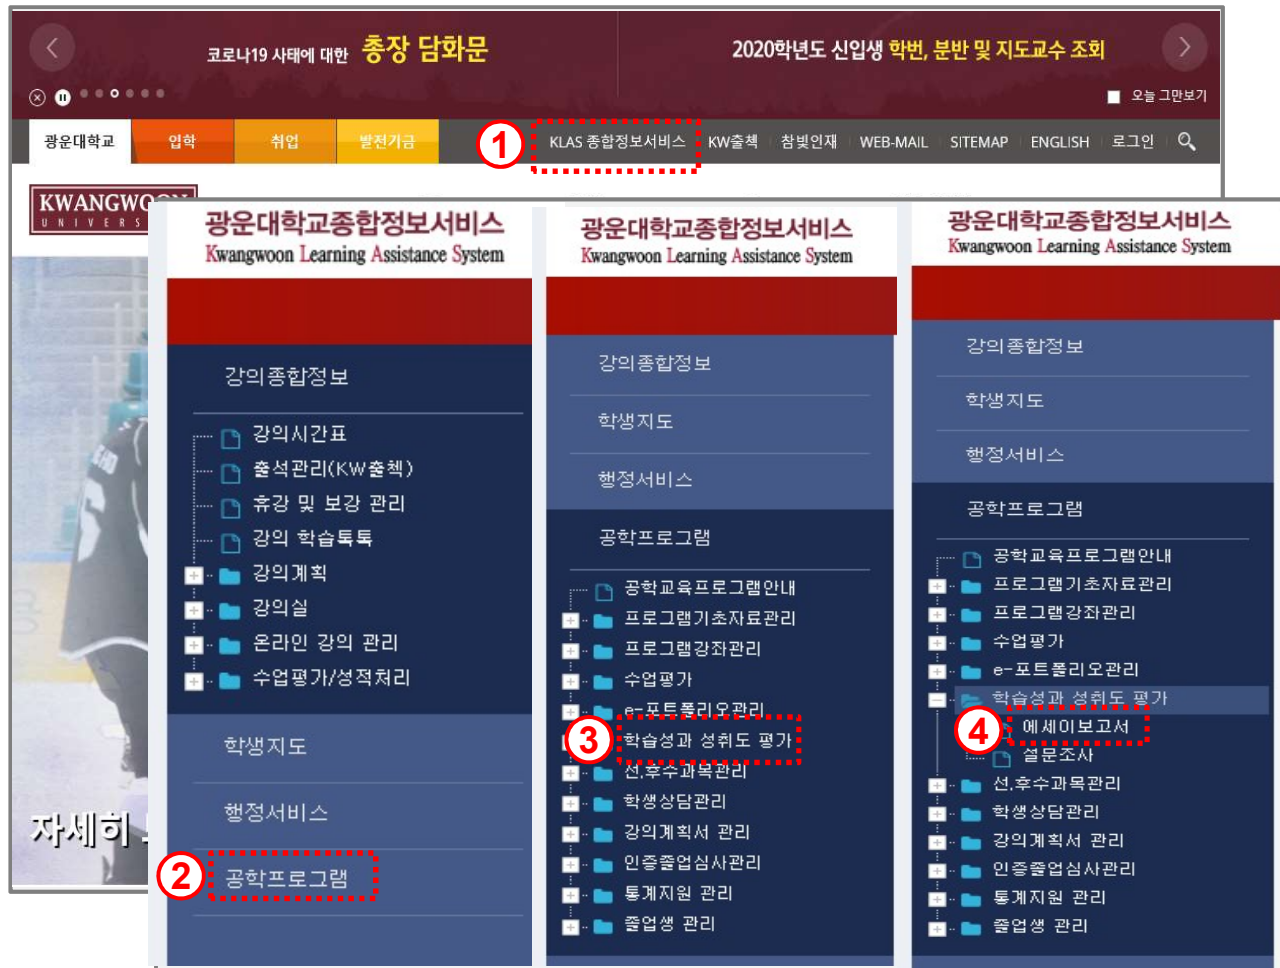 코로나19 사태에 대한 총장 담화문
2020학년도 신입생 학번, 분반 및 지도교수 조회
오늘 그만보기
광운대학교 입학 취업 발전기금
① KLAS 종합정보서비스 KW출첵 참빛인재 WEB-MAIL SITEMAP ENGLISH 로그인
KWANGWOON
UNIVERS
자세히
광운대학교종합정보서비스
Kwangwoon Learning Assistance System
강의종합정보
강의시간표
출석관리(KW출첵)
휴강 및 보강 관리
강의 학습톡톡
강의계획
강의실
온라인 강의 관리
수업평가/성적처리
학생지도
행정서비스
② 공학프로그램
광운대학교종합정보서비스
Kwangwoon Learning Assistance System
강의종합정보
학생지도
행정서비스
공학프로그램
공학교육프로그램안내
프로그램기초자료관리
프로그램강좌관리
수업평가
e-포트폴리오관리
③ 학습성과 성취도 평가
선,후수과목관리
학생상담관리
강의계획서 관리
인증졸업심사관리
통계지원 관리
졸업생 관리
광운대학교종합정보서비스
Kwangwoon Learning Assistance System
강의종합정보
학생지도
행정서비스
공학프로그램
공학교육프로그램안내
프로그램기초자료관리
프로그램강좌관리
수업평가
e-포트폴리오관리
학습성과 성취도 평가
④ 에세이보고서
설문조사
선,후수과목관리
학생상담관리
강의계획서 관리
인증졸업심사관리
통계지원 관리
졸업생 관리